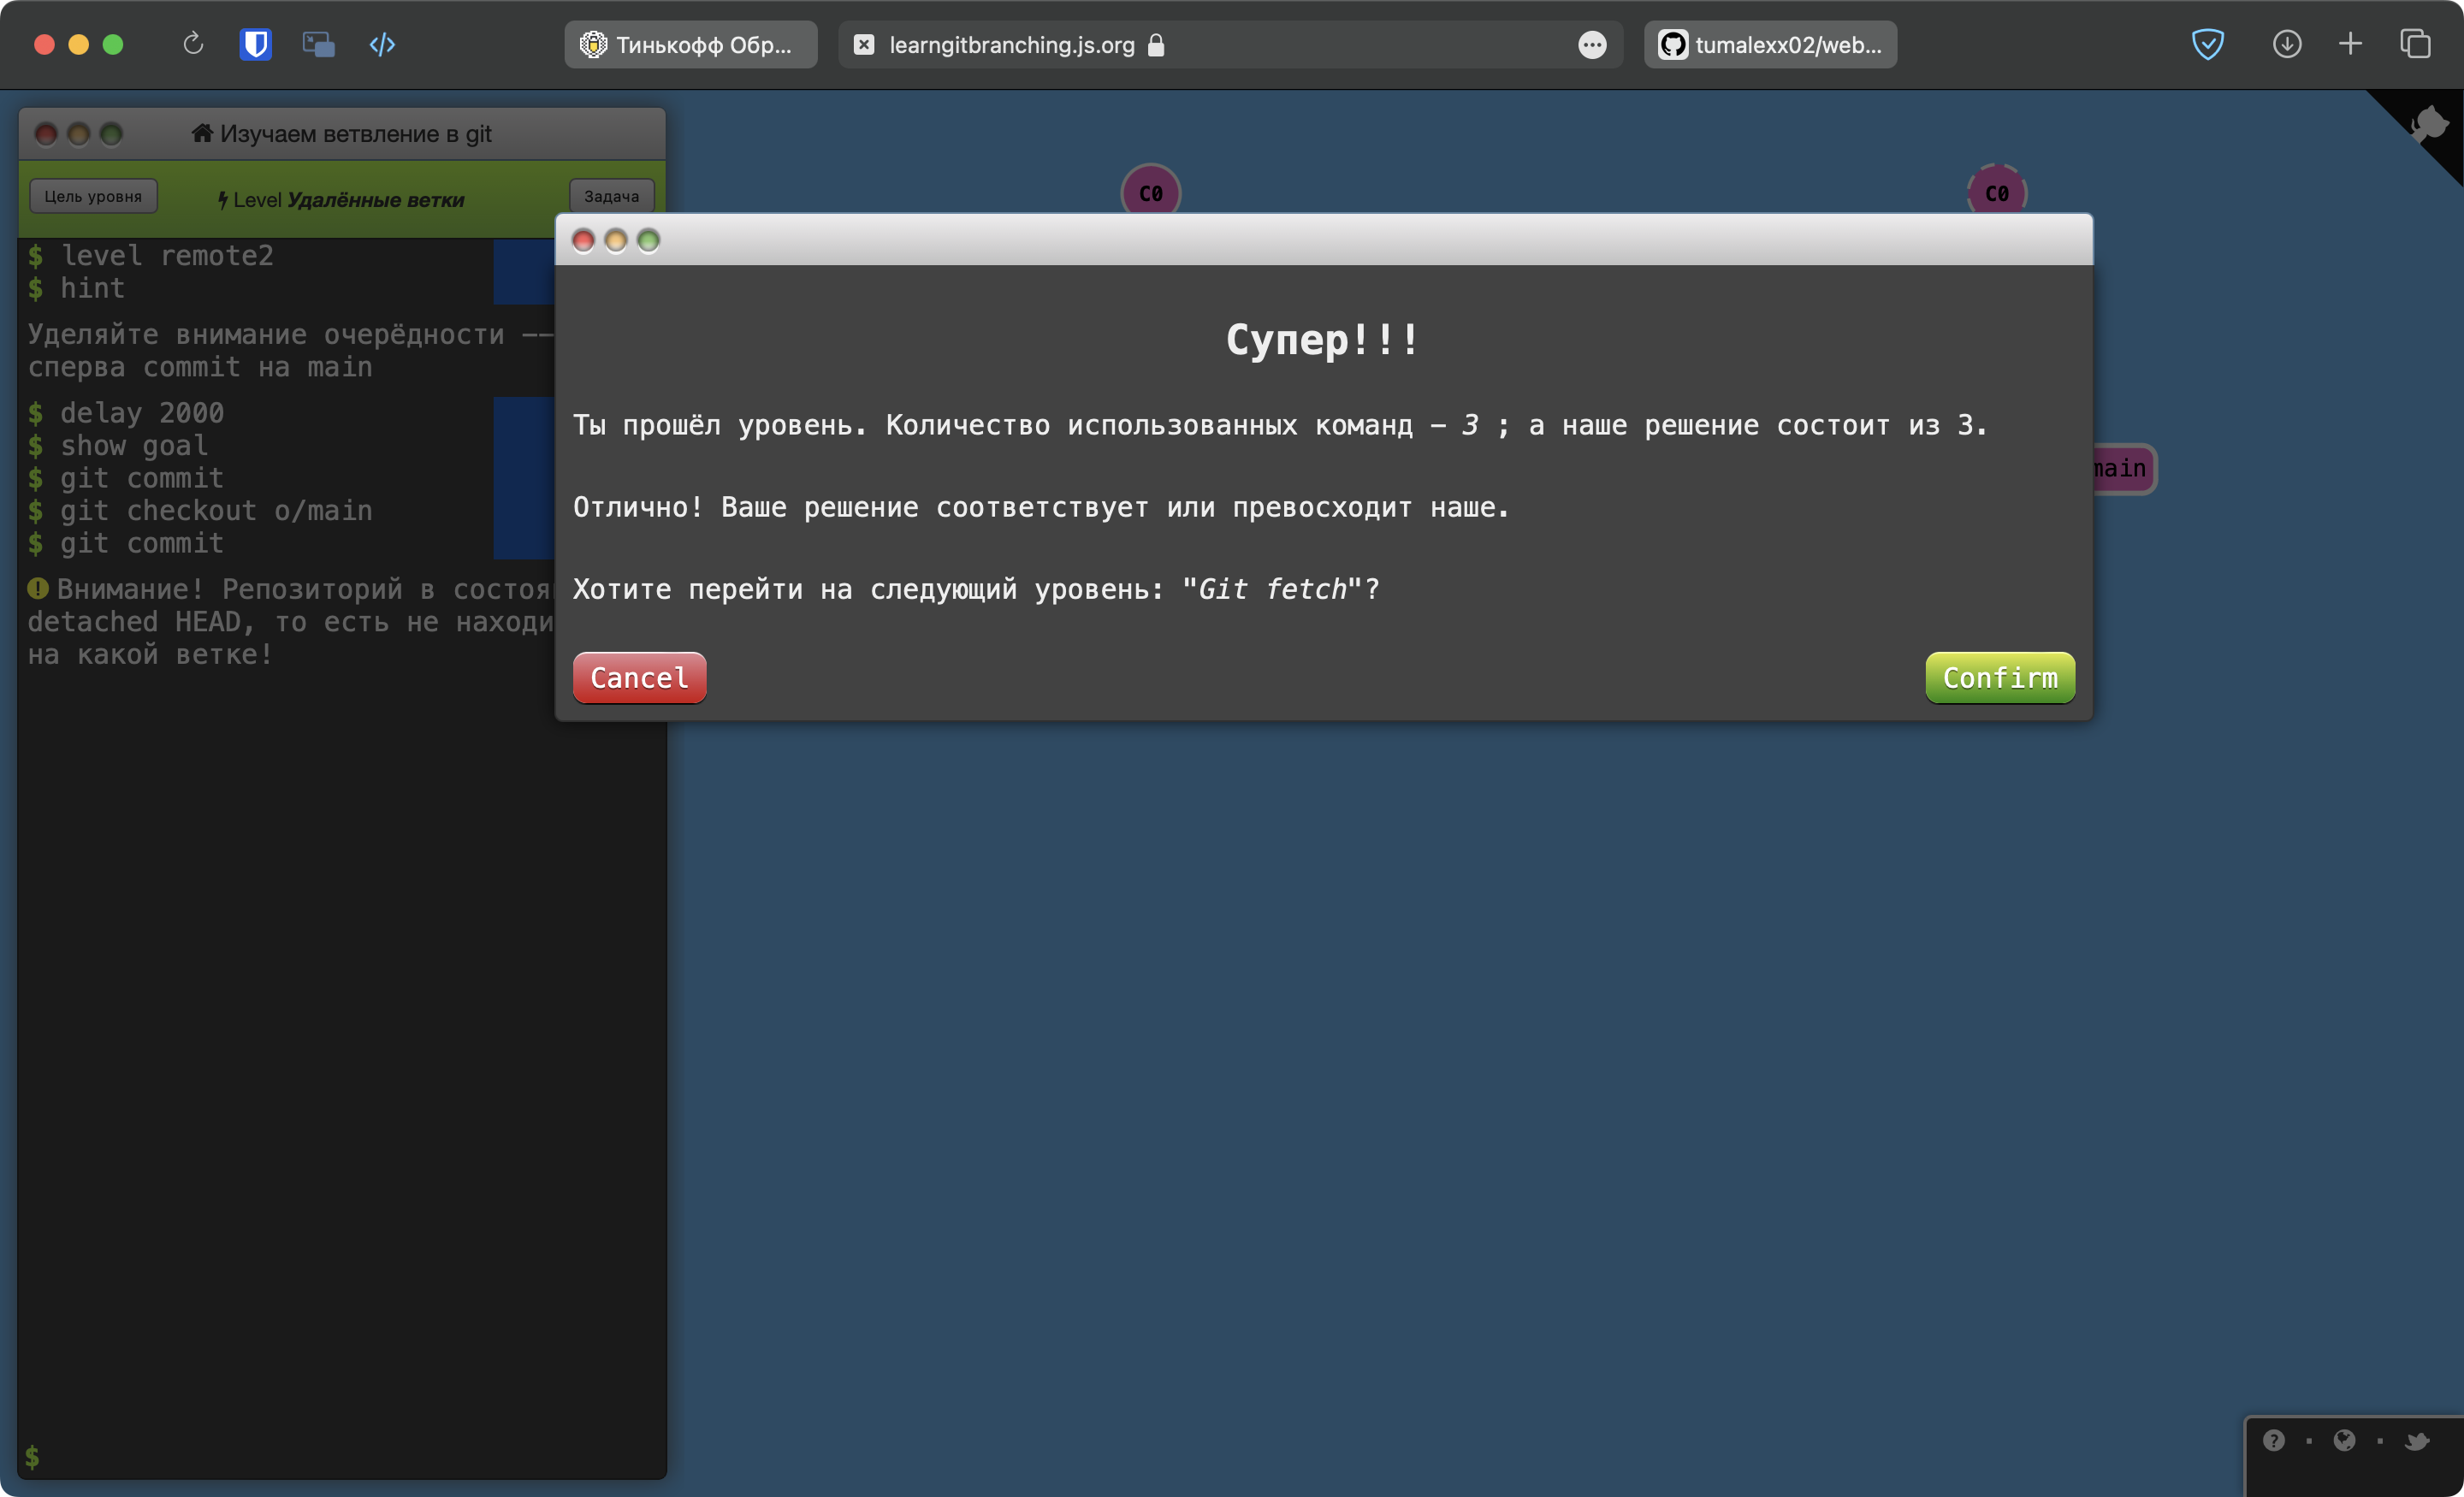 Тинькофф Обр...
learngitbranching.js.org
tumalexx02/web...
Изучаем ветвление в git
Цель уровня
Level Удалённые ветки
Задача
$ level remote2
$ hint
Уделяйте внимание очерёдности --
сперва commit на main
$ delay 2000
$ show goal
$ git commit
$ git checkout o/main
$ git commit
Внимание! Репозиторий в
detached HEAD, то есть не
на какой ветке!
$
C0
C0
main
Супер!!!
Ты прошёл уровень. Количество использованных команд – 3 ; а наше решение состоит из 3.
Отлично! Ваше решение соответствует или превосходит наше.
Хотите перейти на следующий уровень: "Git fetch"?
Cancel
Confirm